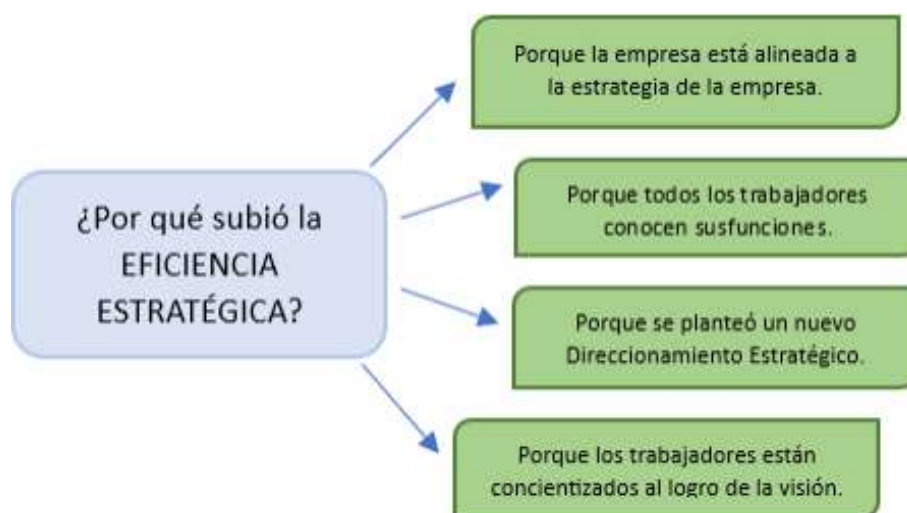 Porque la empresa está alineada a
la estrategia de la empresa.
¿Por qué subió la
EFICIENCIA
ESTRATÉGICA?
Porque todos los trabajadores
conocen susfunciones.
Porque se planteó un nuevo
Direccionamiento Estratégico.
Porque los trabajadores están
concientizados al logro de la visión.